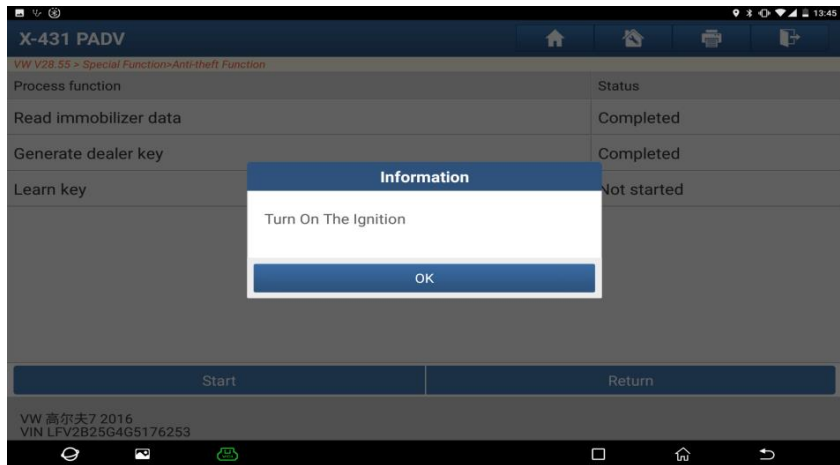 13:45
X-431 PADV
VW V28.55 > Special Function>Anti-theft Function
Process function Status
Read immobilizer data Completed
Generate dealer key Completed
Learn key Not started
Information
Turn On The Ignition
OK
Start Return
VW 高尔夫7 2016
VIN LFV2B25G4G5176253